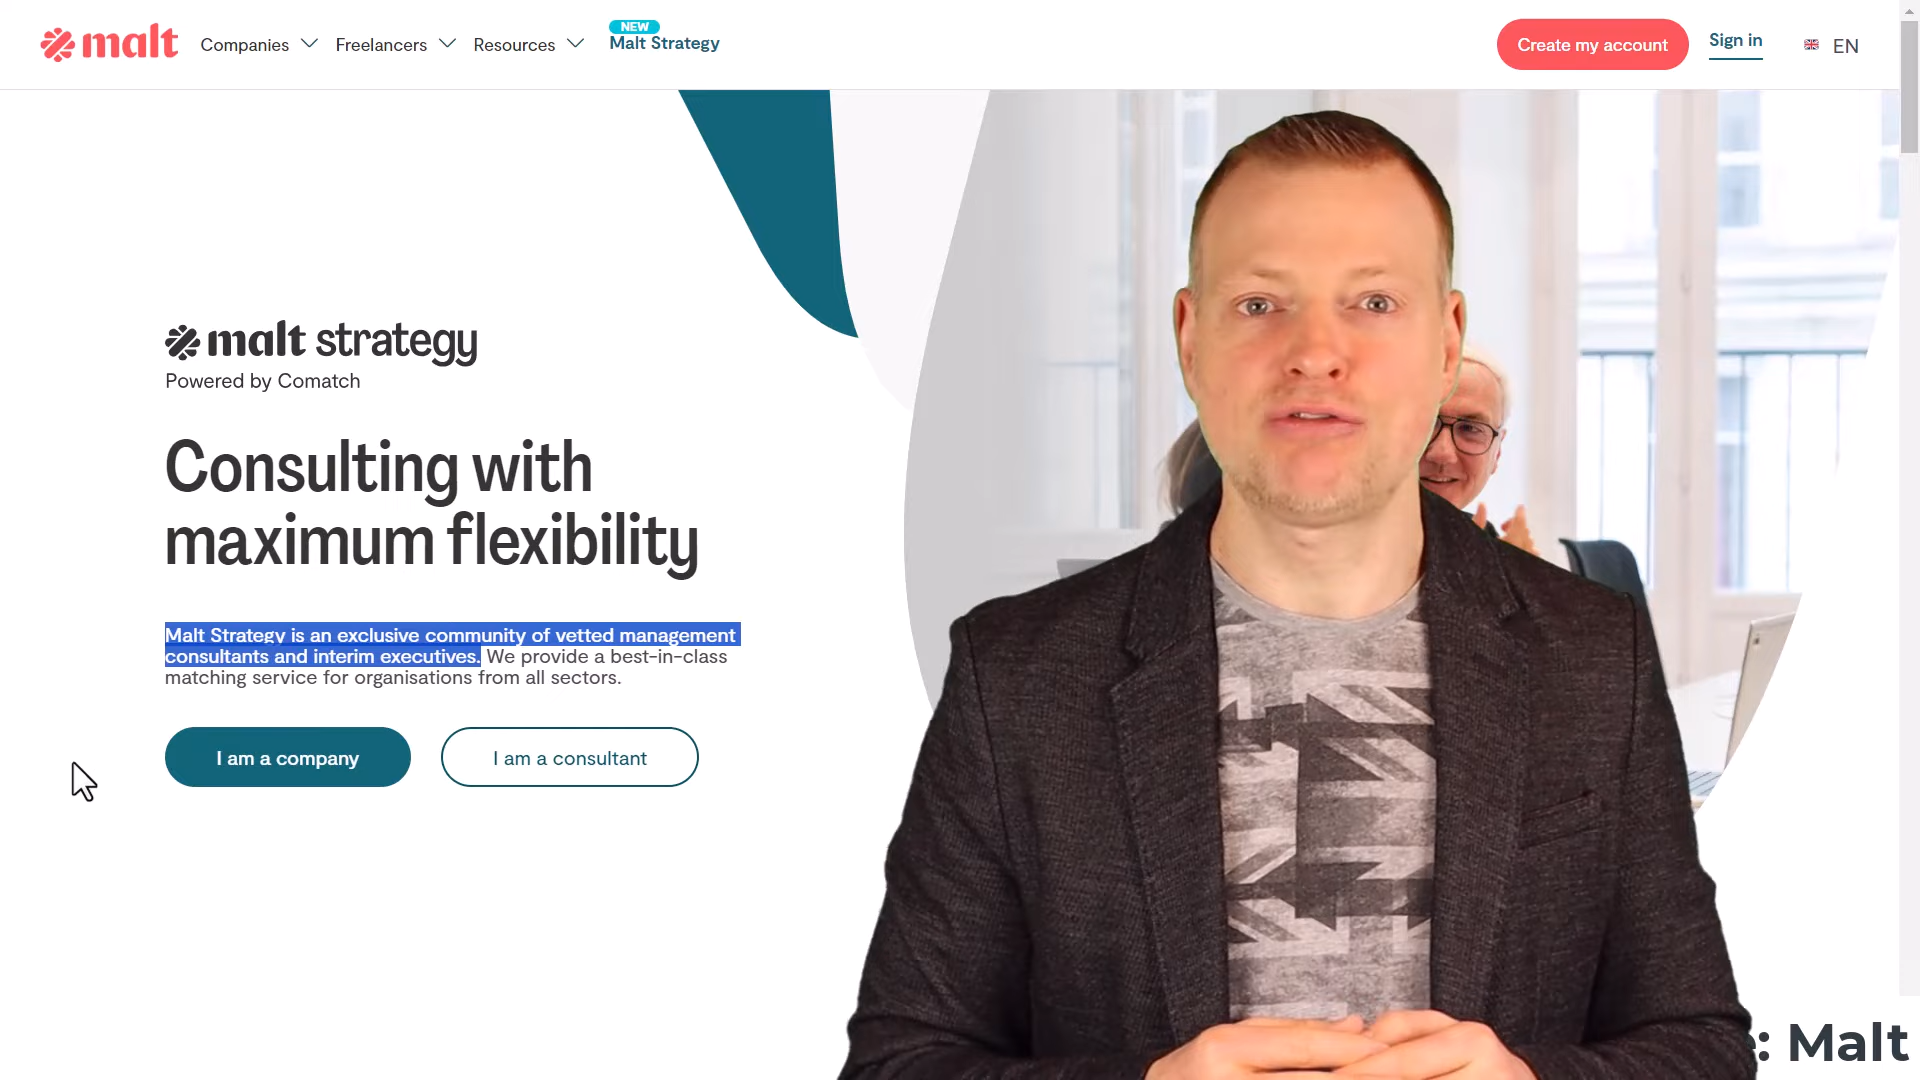 malt Companies Freelancers Resources NEW Malt Strategy Create my account Sign in EN
malt strategy
Powered by Comatch
Consulting with
maximum flexibility
Malt Strategy is an exclusive community of vetted management
consultants and interim executives. We provide a best-in-class
matching service for organisations from all sectors.
I am a company I am a consultant
: Malt